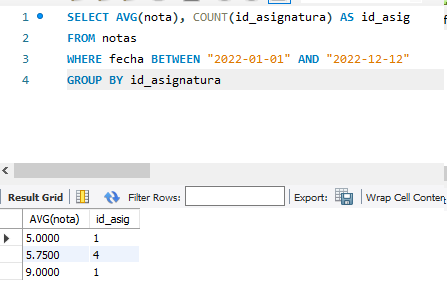 1 SELECT AVG(nota), COUNT(id_asignatura) AS id_asig
2 FROM notas
3 WHERE fecha BETWEEN "2022-01-01" AND "2022-12-12"
4 GROUP BY id_asignatura
Result Grid Filter Rows: Export: Wrap Cell Conten
AVG(nota) id_asig
5.0000 1
5.7500 4
9.0000 1